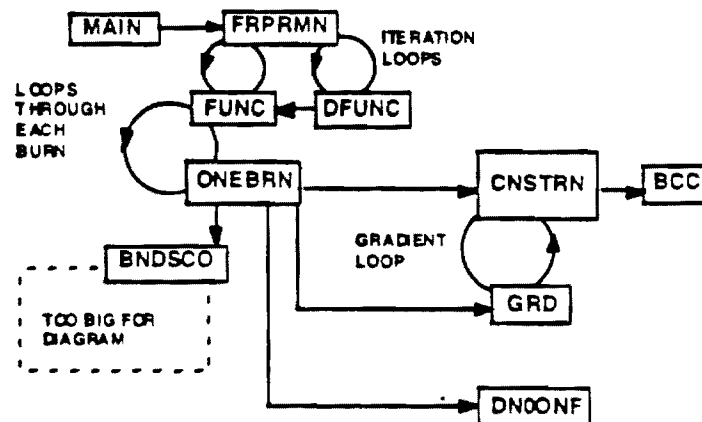 MAIN
FRPRMN
ITERATION
LOOPS
LOOPS
THROUGH
EACH
BURN
FUNC
DFUNC
ONEBRN
CNSTRN
BCC
BNDSCO
GRADIENT
LOOP
GRD
TOO BIG FOR
DIAGRAM
DN0ONF